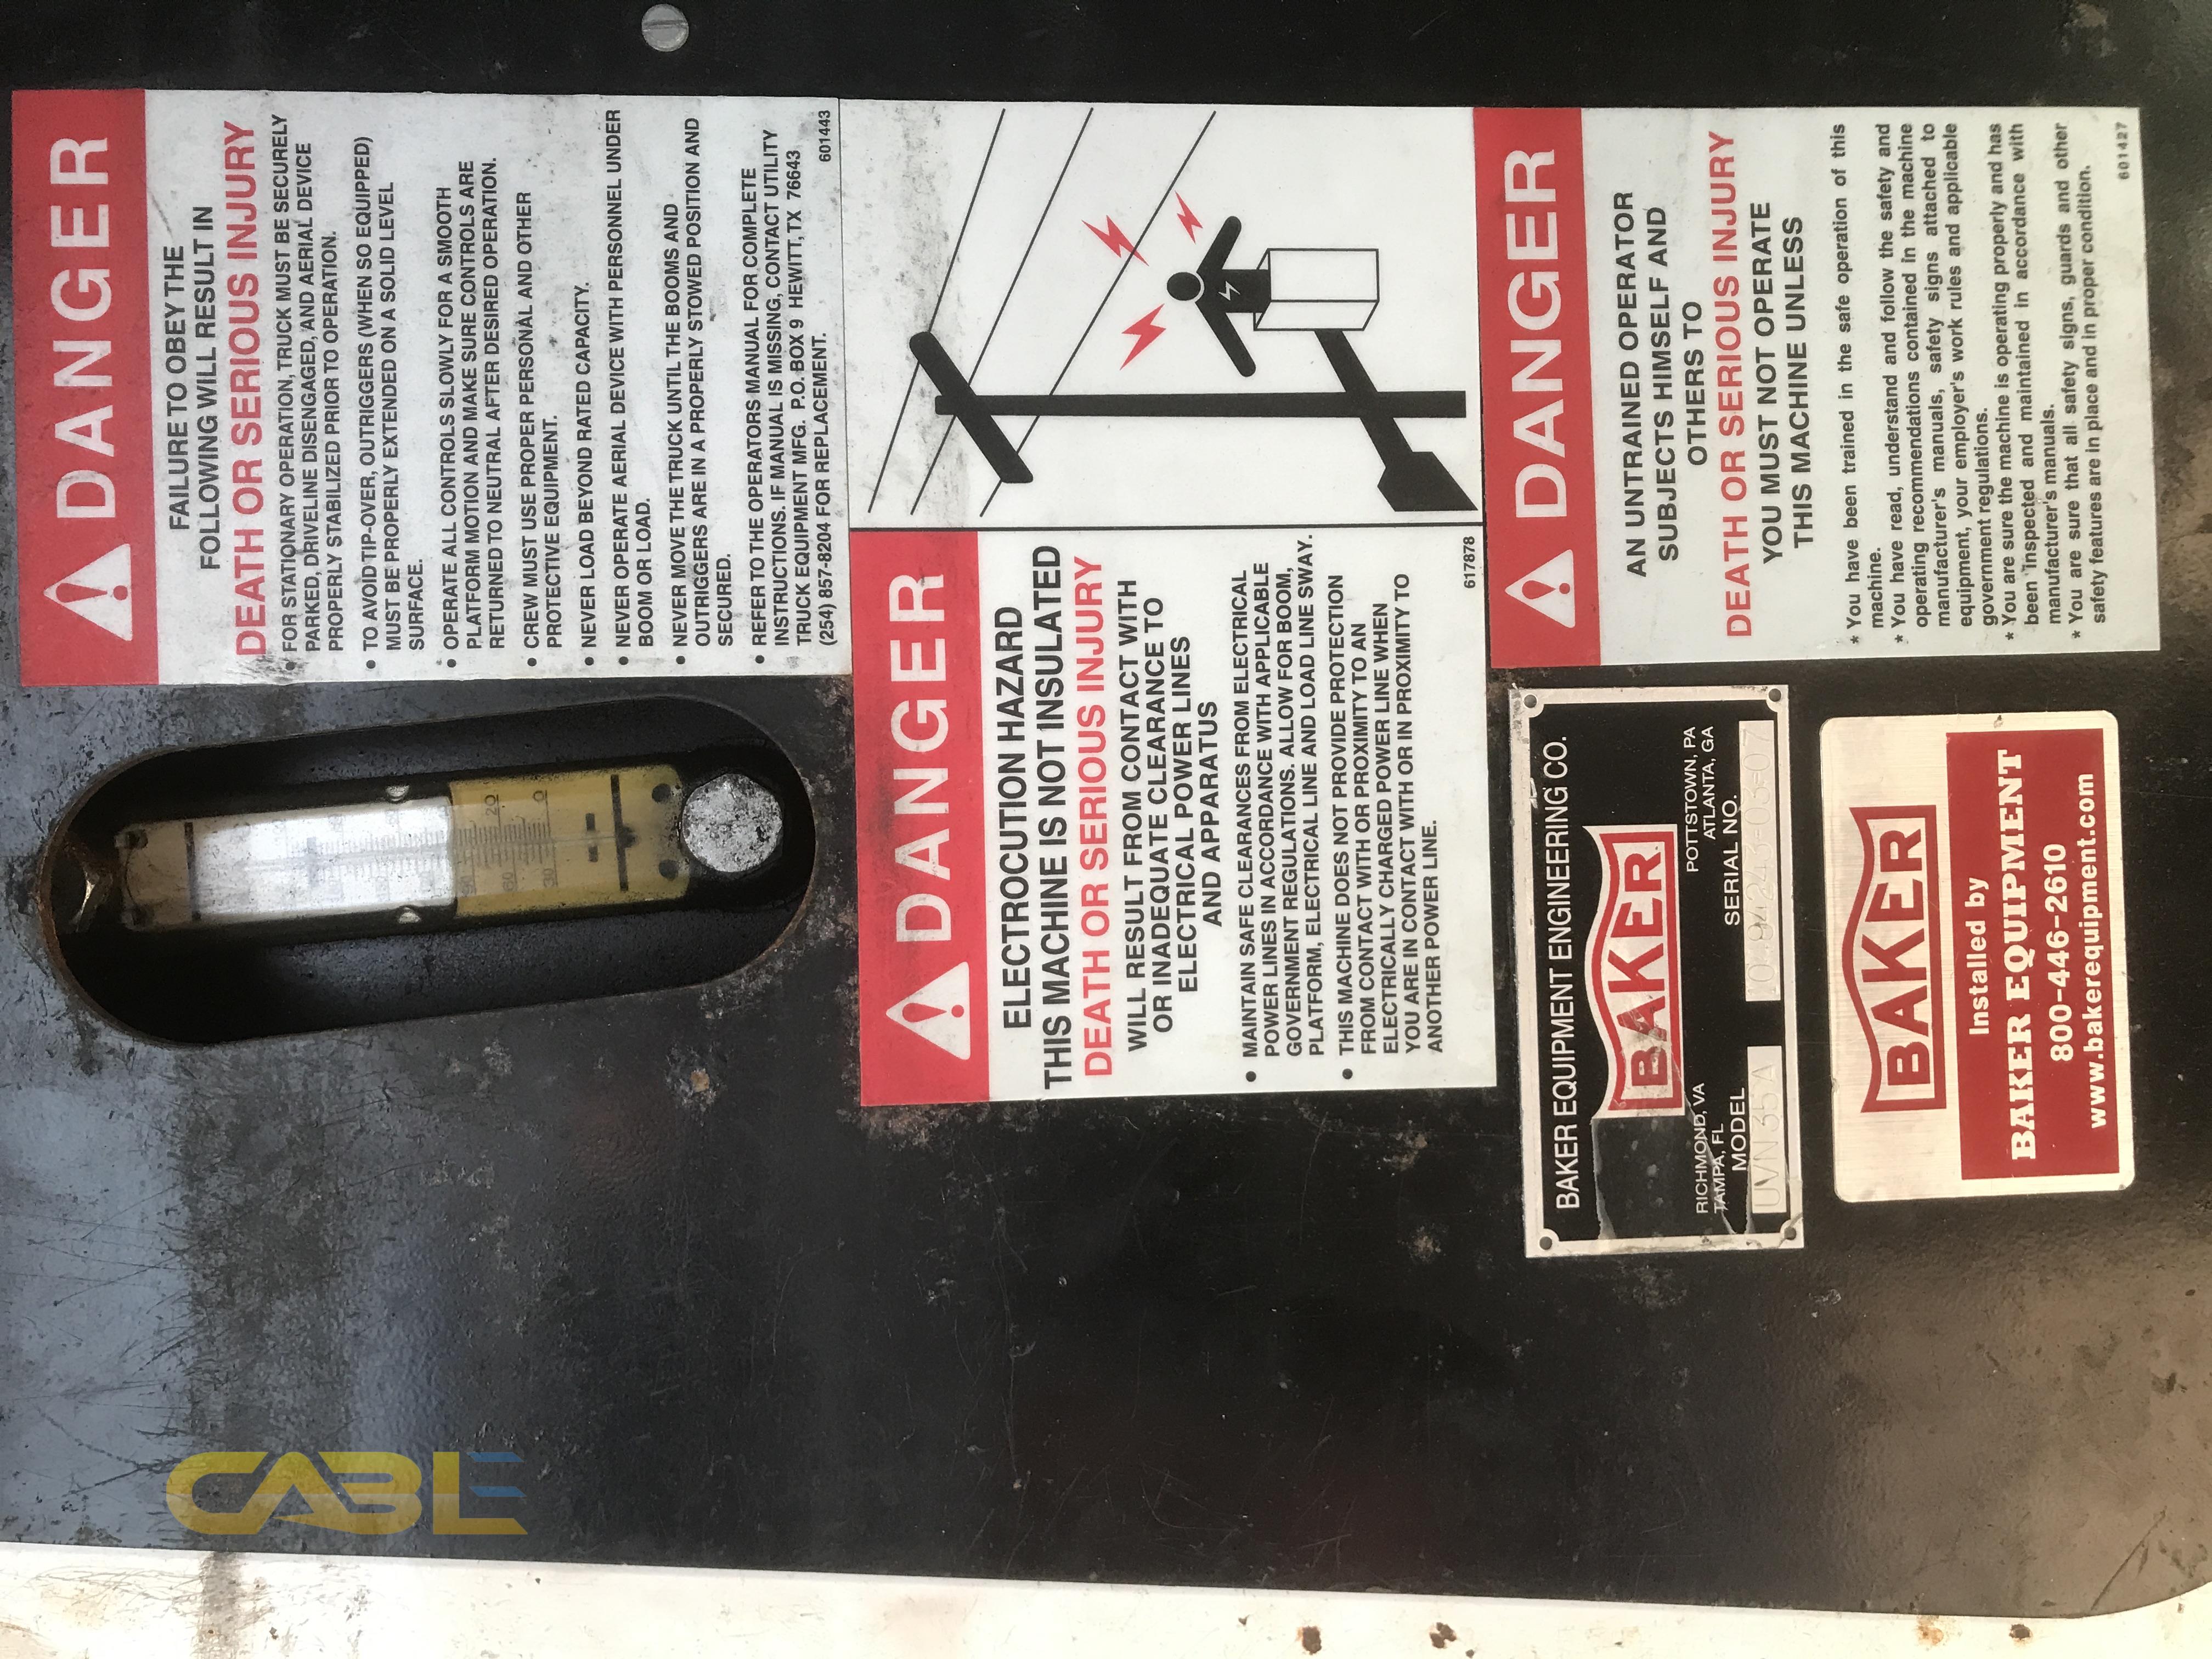 DANGER
FAILURE TO OBEY THE
FOLLOWING WILL RESULT IN
DEATH OR SERIOUS INJURY
• FOR STATIONARY OPERATION, TRUCK MUST BE SECURELY
PARKED, DRIVELINE DISENGAGED, AND AERIAL DEVICE
PROPERLY STABILIZED PRIOR TO OPERATION.
• TO AVOID TIP-OVER, OUTRIGGERS (WHEN SO EQUIPPED)
MUST BE PROPERLY EXTENDED ON A SOLID LEVEL
SURFACE.
• OPERATE ALL CONTROLS SLOWLY FOR A SMOOTH
PLATFORM MOTION AND MAKE SURE CONTROLS ARE
RETURNED TO NEUTRAL AFTER DESIRED OPERATION.
• CREW MUST USE PROPER PERSONAL AND OTHER
PROTECTIVE EQUIPMENT.
• NEVER LOAD BEYOND RATED CAPACITY.
• NEVER OPERATE AERIAL DEVICE WITH PERSONNEL UNDER
BOOM OR LOAD.
• NEVER MOVE THE TRUCK UNTIL THE BOOMS AND
OUTRIGGERS ARE IN A PROPERLY STOWED POSITION AND
SECURED.
• REFER TO THE OPERATORS MANUAL FOR COMPLETE
INSTRUCTIONS. IF MANUAL IS MISSING, CONTACT UTILITY
TRUCK EQUIPMENT MFG. P.O. BOX 9 HEWITT, TX 76643
(254) 857-8204 FOR REPLACEMENT.
601443
DANGER
ELECTROCUTION HAZARD
THIS MACHINE IS NOT INSULATED
DEATH OR SERIOUS INJURY
WILL RESULT FROM CONTACT WITH
OR INADEQUATE CLEARANCE TO
ELECTRICAL POWER LINES
AND APPARATUS
• MAINTAIN SAFE CLEARANCES FROM ELECTRICAL
POWER LINES IN ACCORDANCE WITH APPLICABLE
GOVERNMENT REGULATIONS. ALLOW FOR BOOM,
PLATFORM, ELECTRICAL LINE AND LOAD LINE SWAY.
• THIS MACHINE DOES NOT PROVIDE PROTECTION
FROM CONTACT WITH OR PROXIMITY TO AN
ELECTRICALLY CHARGED POWER LINE WHEN
YOU ARE IN CONTACT WITH OR IN PROXIMITY TO
ANOTHER POWER LINE.
617878
DANGER
AN UNTRAINED OPERATOR
SUBJECTS HIMSELF AND
OTHERS TO
DEATH OR SERIOUS INJURY
YOU MUST NOT OPERATE
THIS MACHINE UNLESS
* You have been trained in the safe operation of this
machine.
* You have read, understand and follow the safety and
operating recommendations contained in the machine
manufacturer's manuals, safety signs attached to
equipment, your employer's work rules and applicable
government regulations.
* You are sure the machine is operating properly and has
been inspected and maintained in accordance with
manufacturer's manuals.
* You are sure that all safety signs, guards and other
safety features are in place and in proper condition.
601427
BAKER EQUIPMENT ENGINEERING CO.
BAKER
RICHMOND, VA POTTSTOWN, PA
TAMPA, FL ATLANTA, GA
MODEL SERIAL NO.
UVN35A
BAKER
Installed by
BAKER EQUIPMENT
800-446-2610
www.bakerequipment.com
20 0
60 30
CABLE